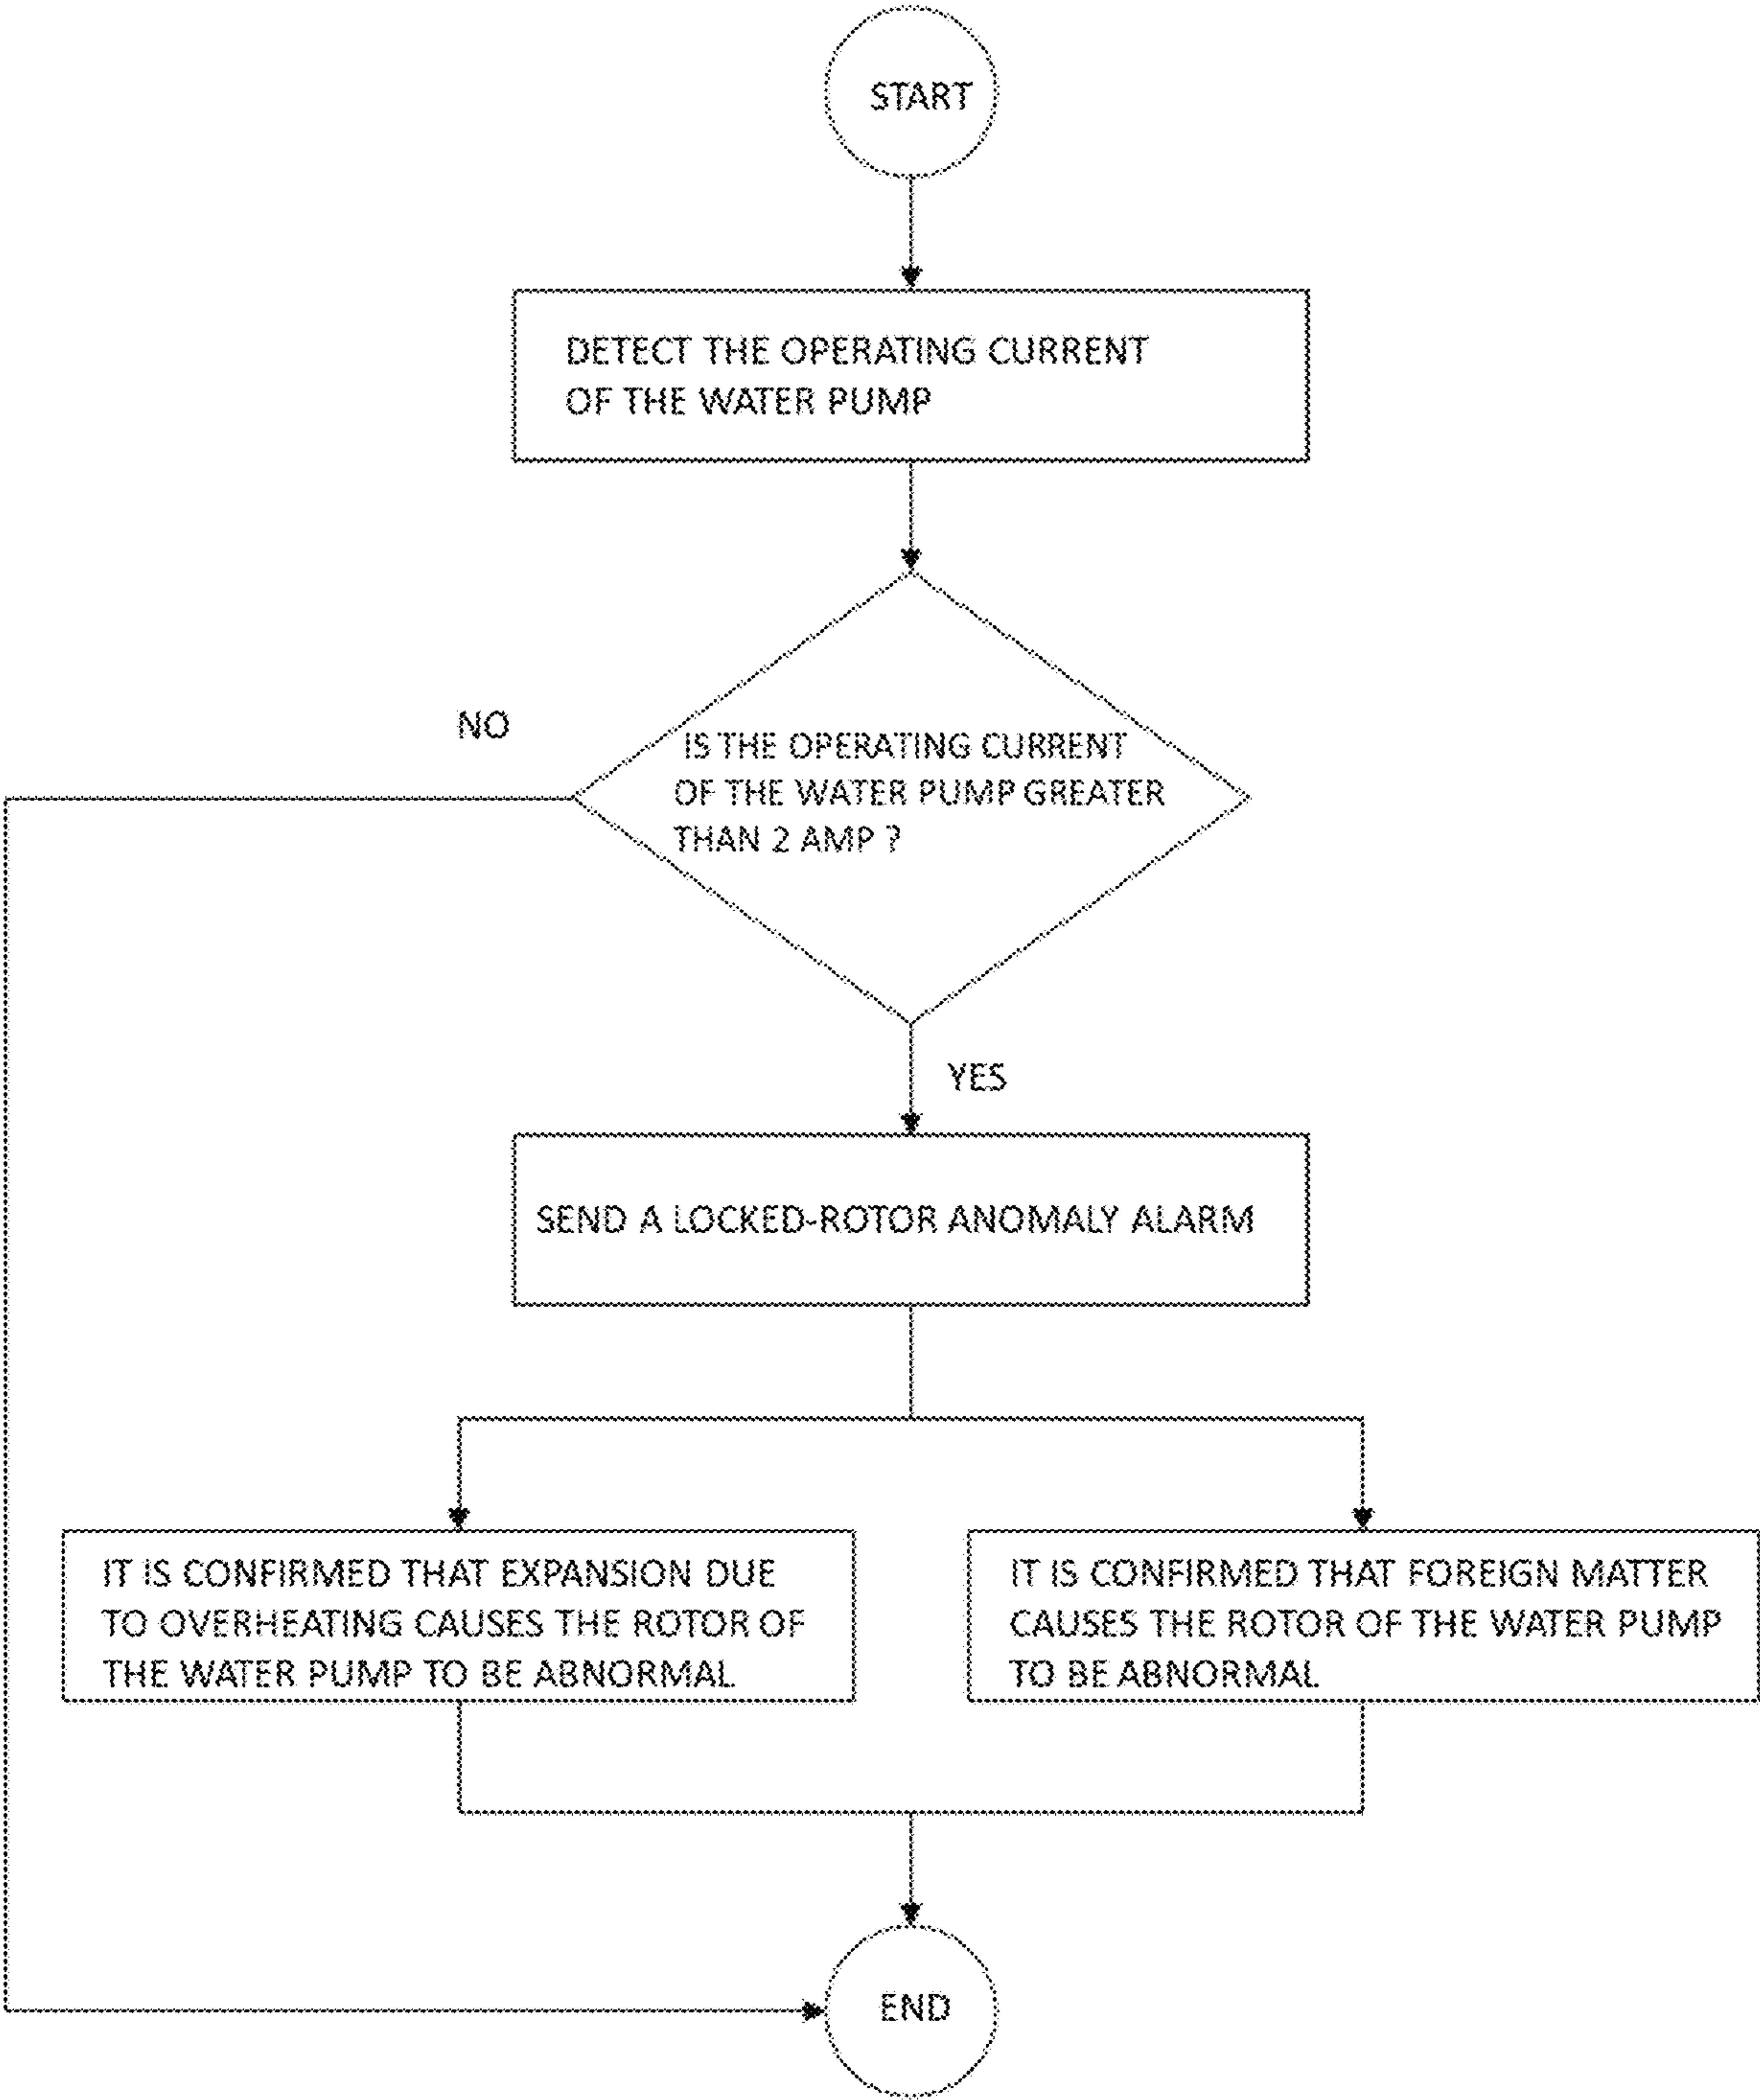 START
DETECT THE OPERATING CURRENT
OF THE WATER PUMP
NO
IS THE OPERATING CURRENT
OF THE WATER PUMP GREATER
THAN 2 AMP ?
YES
SEND A LOCKED-ROTOR ANOMALY ALARM
IT IS CONFIRMED THAT EXPANSION DUE
TO OVERHEATING CAUSES THE ROTOR OF
THE WATER PUMP TO BE ABNORMAL
IT IS CONFIRMED THAT FOREIGN MATTER
CAUSES THE ROTOR OF THE WATER PUMP
TO BE ABNORMAL
END